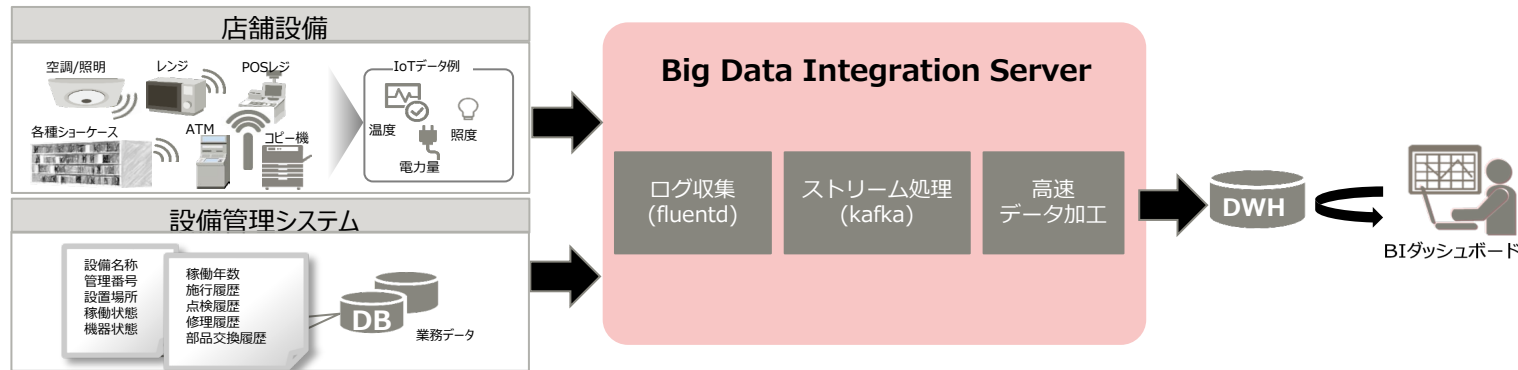 店舗設備
空調/照明
レンジ
POSレジ
IoTデータ例
各種ショーケース
ATM
コピー機
温度
照度
電力量
設備管理システム
設備名称
管理番号
設置場所
稼働状態
機器状態
稼働年数
施行履歴
点検履歴
修理履歴
部品交換履歴
DB
業務データ
Big Data Integration Server
ログ収集
(fluentd)
ストリーム処理
(kafka)
高速
データ加工
DWH
BIダッシュボード